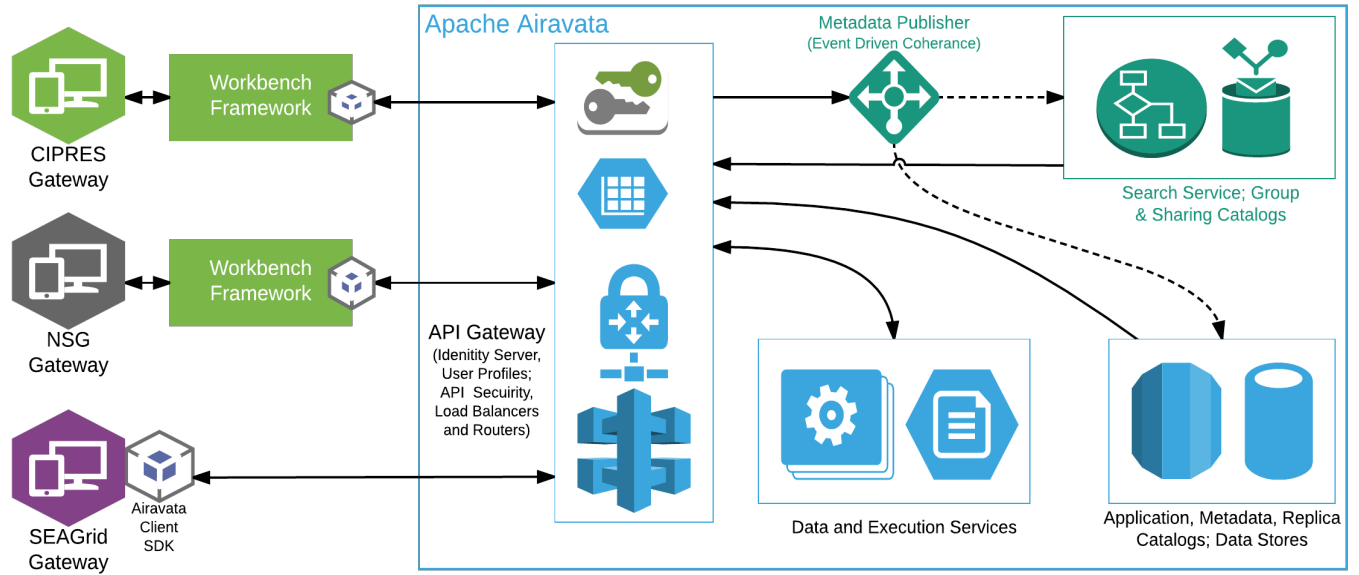 Apache Airavata
Metadata Publisher
(Event Driven Coherance)
Workbench
Framework
CIPRES
Gateway
Search Service; Group
& Sharing Catalogs
Workbench
Framework
NSG
Gateway
API Gateway
(Idenitity Server,
User Profiles;
API Secuirity,
Load Balancers
and Routers)
Airavata
Client
SDK
SEAGrid
Gateway
Data and Execution Services
Application, Metadata, Replica
Catalogs; Data Stores